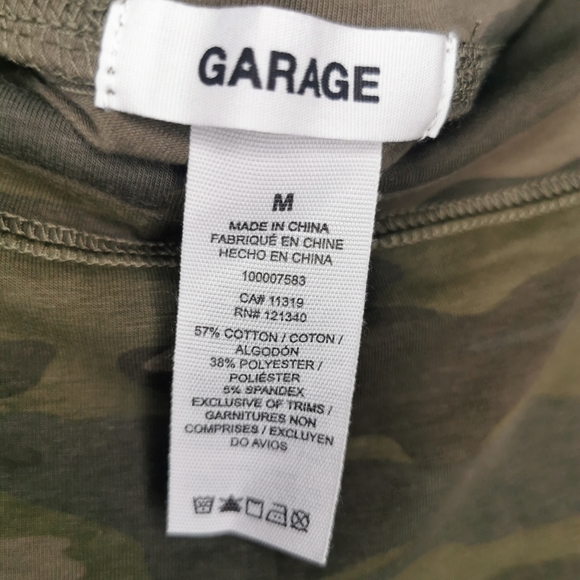 GARAGE
M
MADE IN CHINA
FABRIQUÉ EN CHINE
HECHO EN CHINA
100007583
CA# 11319
RN# 121340
57% COTTON / COTON /
ALGODÓN
38% POLYESTER /
POLIÉSTER
5% SPANDEX
EXCLUSIVE OF TRIMS /
GARNITURES NON
COMPRISES / EXCLUYEN
DO AVIOS